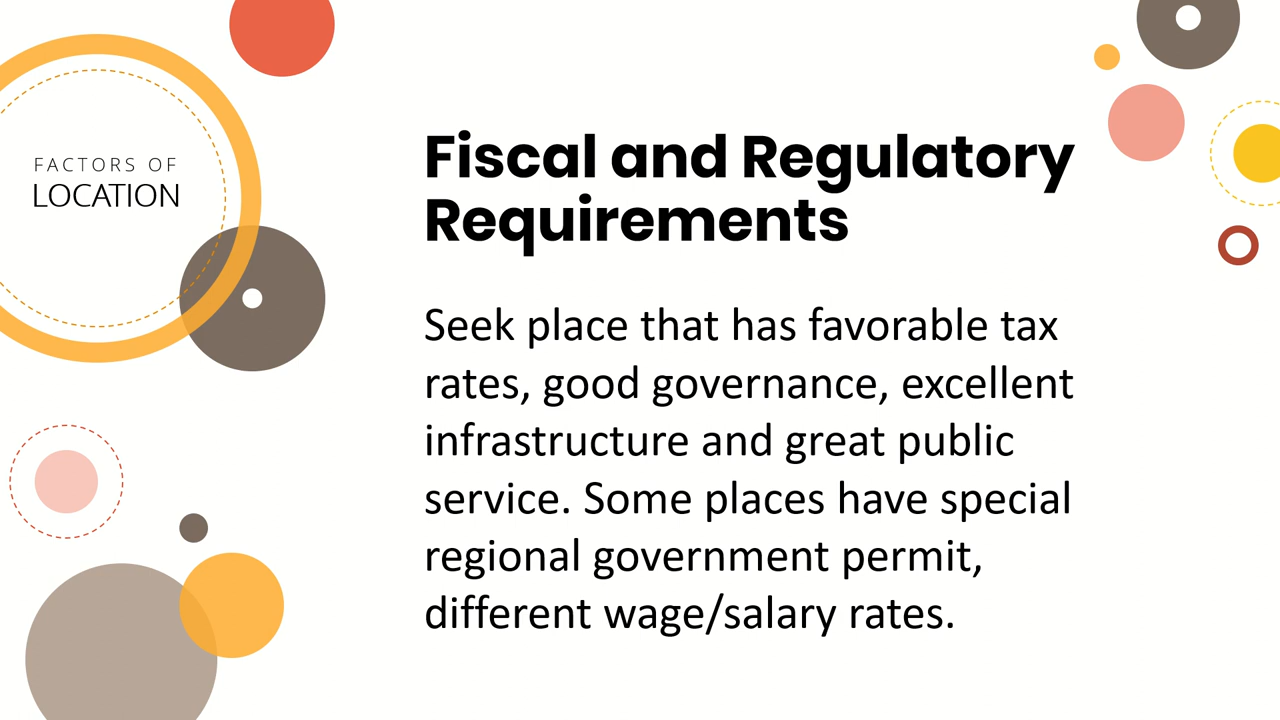 FACTORS OF
LOCATION
Fiscal and Regulatory
Requirements
Seek place that has favorable tax
rates, good governance, excellent
infrastructure and great public
service. Some places have special
regional government permit,
different wage/salary rates.